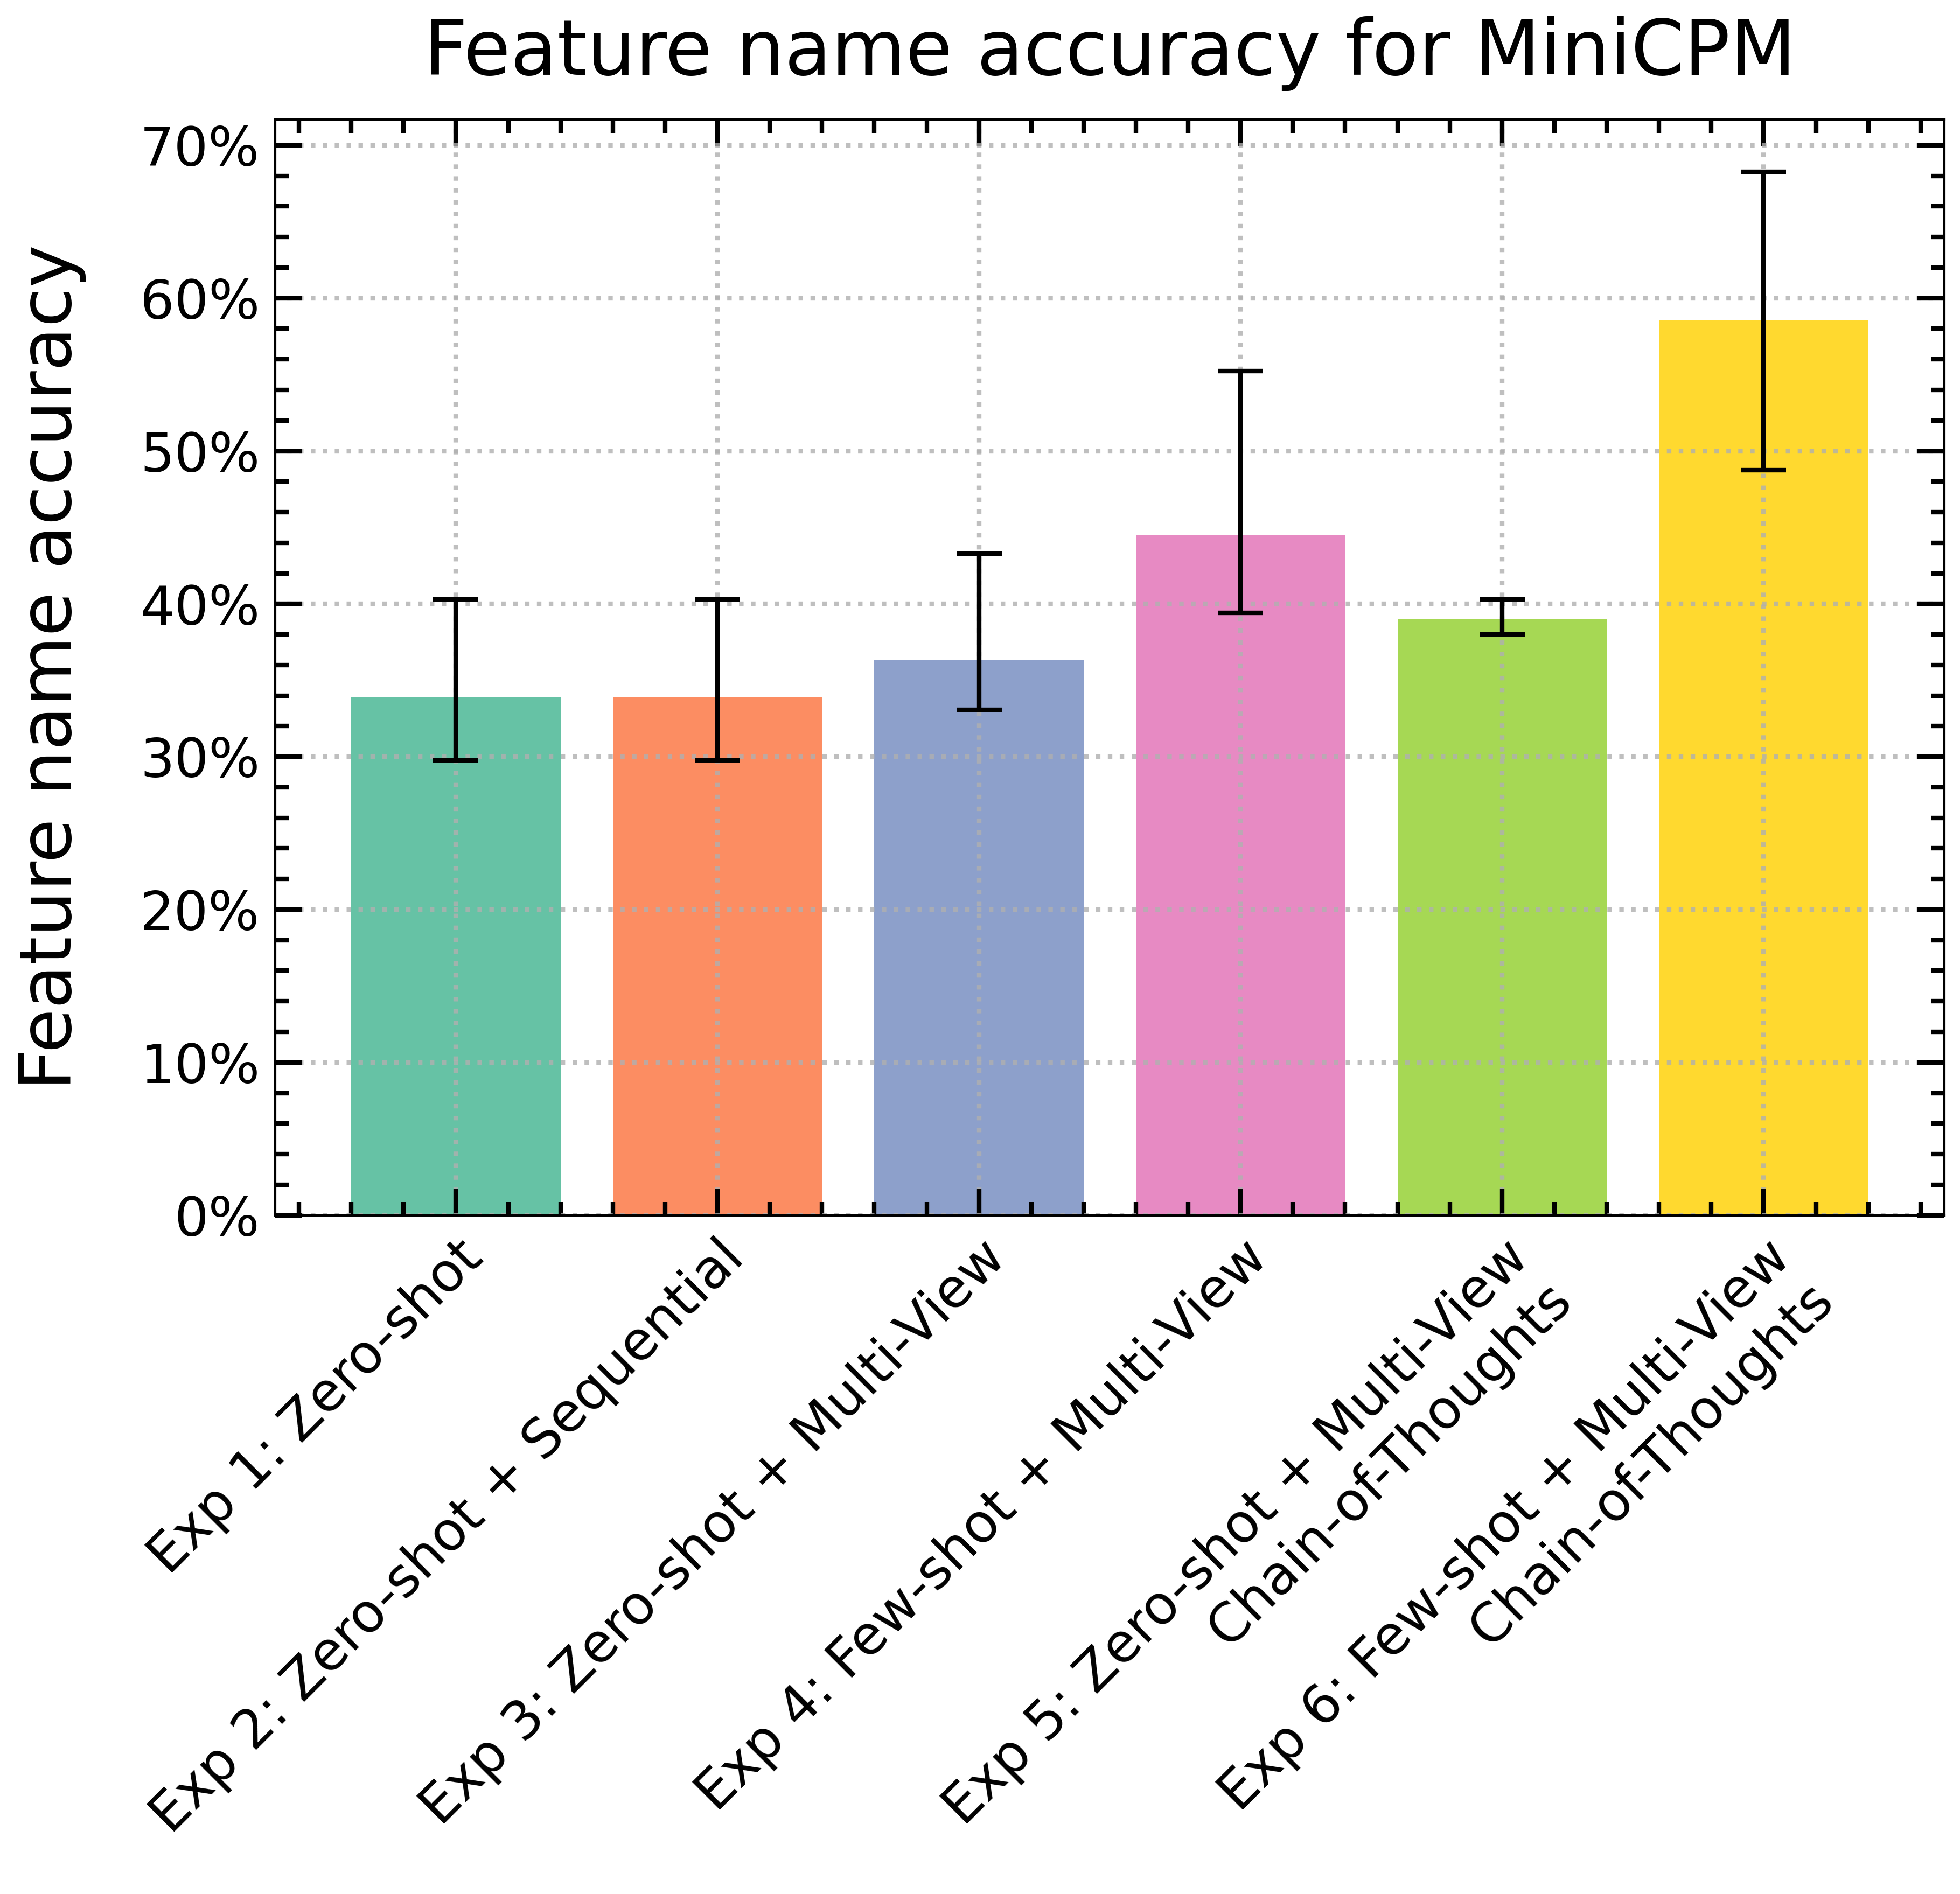 Feature name accuracy for MiniCPM
Feature name accuracy
70%
60%
50%
40%
30%
20%
10%
0%
Exp 1: Zero-shot
Exp 2: Zero-shot + Sequential
Exp 3: Zero-shot + Multi-View
Exp 4: Few-shot + Multi-View
Exp 5: Zero-shot + Multi-View
Chain-of-Thoughts
Exp 6: Few-shot + Multi-View
Chain-of-Thoughts